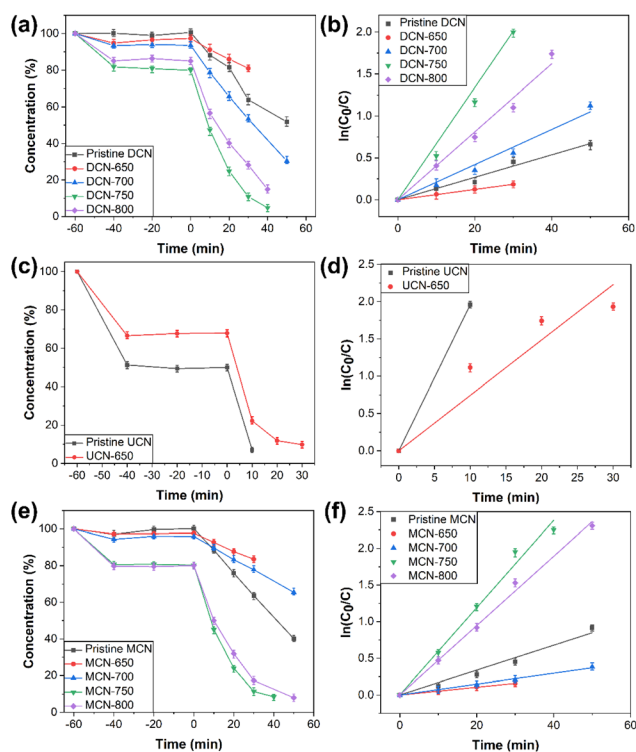 (a)
100
80
60
40
20
0
Concentration (%)
Pristine DCN
DCN-650
DCN-700
DCN-750
DCN-800
-60 -40 -20 0 20 40 60
Time (min)
(b)
2.0
1.5
1.0
0.5
0.0
ln(C0/C)
Pristine DCN
DCN-650
DCN-700
DCN-750
DCN-800
0 20 40 60
Time (min)
(c)
100
80
60
40
20
0
Concentration (%)
Pristine UCN
UCN-650
-60 -50 -40 -30 -20 -10 0 10 20 30
Time (min)
(d)
2.5
2.0
1.5
1.0
0.5
0.0
ln(C0/C)
Pristine UCN
UCN-650
0 5 10 15 20 25 30
Time (min)
(e)
100
80
60
40
20
0
Concentration (%)
Pristine MCN
MCN-650
MCN-700
MCN-750
MCN-800
-60 -40 -20 0 20 40 60
Time (min)
(f)
2.5
2.0
1.5
1.0
0.5
0.0
ln(C0/C)
Pristine MCN
MCN-650
MCN-700
MCN-750
MCN-800
0 20 40 60
Time (min)